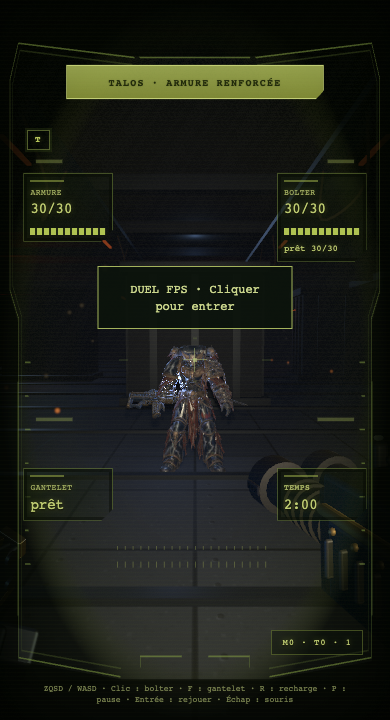 TALOS · ARMURE RENFORCÉE
T
ARMURE
30/30
BOLTER
30/30
prêt 30/30
DUEL FPS · Cliquer
pour entrer
GANTELET
prêt
TEMPS
2:00
M0 · T0 · 1
ZQSD / WASD · Clic : bolter · F : gantelet · R : recharge · P :
pause · Entrée : rejouer · Échap : souris